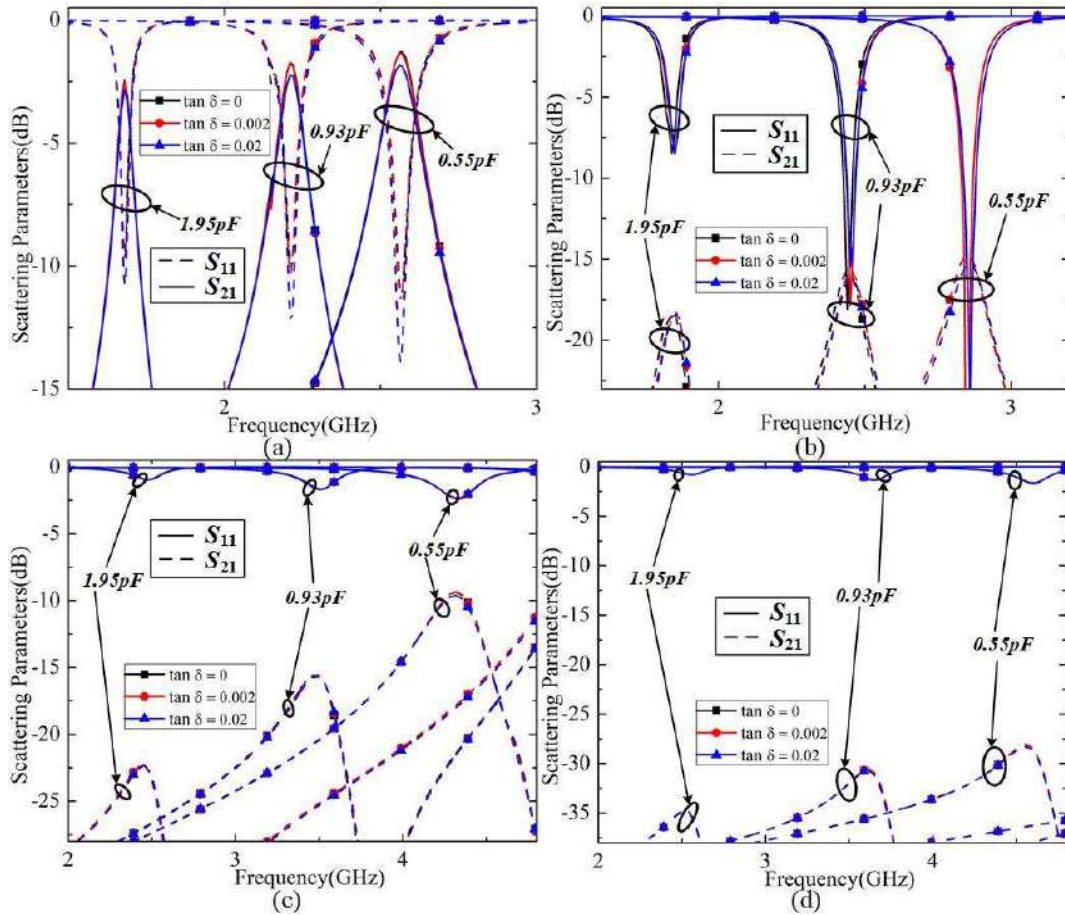 0
-5
-10
-15
Scattering Parameters(dB)
tan δ = 0
tan δ = 0.002
tan δ = 0.02
1.95pF
0.93pF
0.55pF
S11
S21
2
3
Frequency(GHz)
(a)
0
-5
-10
-15
-20
Scattering Parameters(dB)
S11
S21
1.95pF
0.93pF
0.55pF
tan δ = 0
tan δ = 0.002
tan δ = 0.02
2
3
Frequency(GHz)
(b)
0
-5
-10
-15
-20
-25
Scattering Parameters(dB)
S11
S21
1.95pF
0.93pF
0.55pF
tan δ = 0
tan δ = 0.002
tan δ = 0.02
2
3
4
Frequency(GHz)
(c)
0
-5
-10
-15
-20
-25
-30
-35
Scattering Parameters(dB)
1.95pF
0.93pF
0.55pF
S11
S21
tan δ = 0
tan δ = 0.002
tan δ = 0.02
2
3
4
Frequency(GHz)
(d)